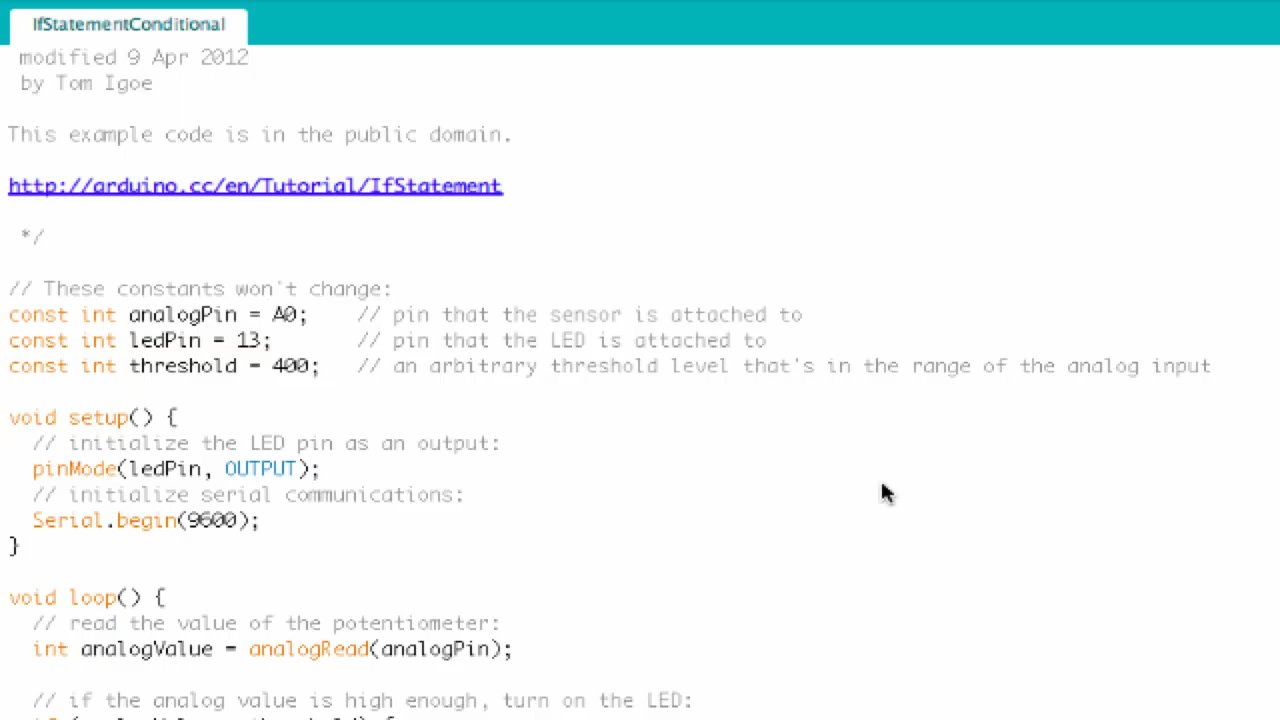 IfStatementConditional
modified 9 Apr 2012
by Tom Igoe
This example code is in the public domain.
http://arduino.cc/en/Tutorial/IfStatement
*/
// These constants won't change:
const int analogPin = A0;    // pin that the sensor is attached to
const int ledPin = 13;       // pin that the LED is attached to
const int threshold = 400;   // an arbitrary threshold level that's in the range of the analog input
void setup() {
// initialize the LED pin as an output:
pinMode(ledPin, OUTPUT);
// initialize serial communications:
Serial.begin(9600);
}
void loop() {
// read the value of the potentiometer:
int analogValue = analogRead(analogPin);
// if the analog value is high enough, turn on the LED: